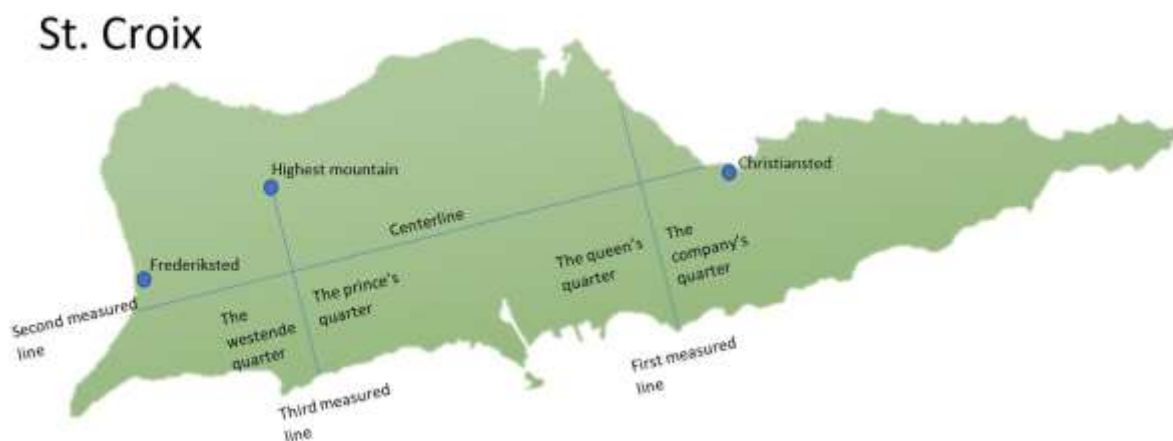 St. Croix
Highest mountain
Christiansted
Centerline
Frederiksted
The queen's
quarter
The
company's
quarter
The prince's
quarter
The
westende
quarter
Second measured
line
First measured
line
Third measured
line